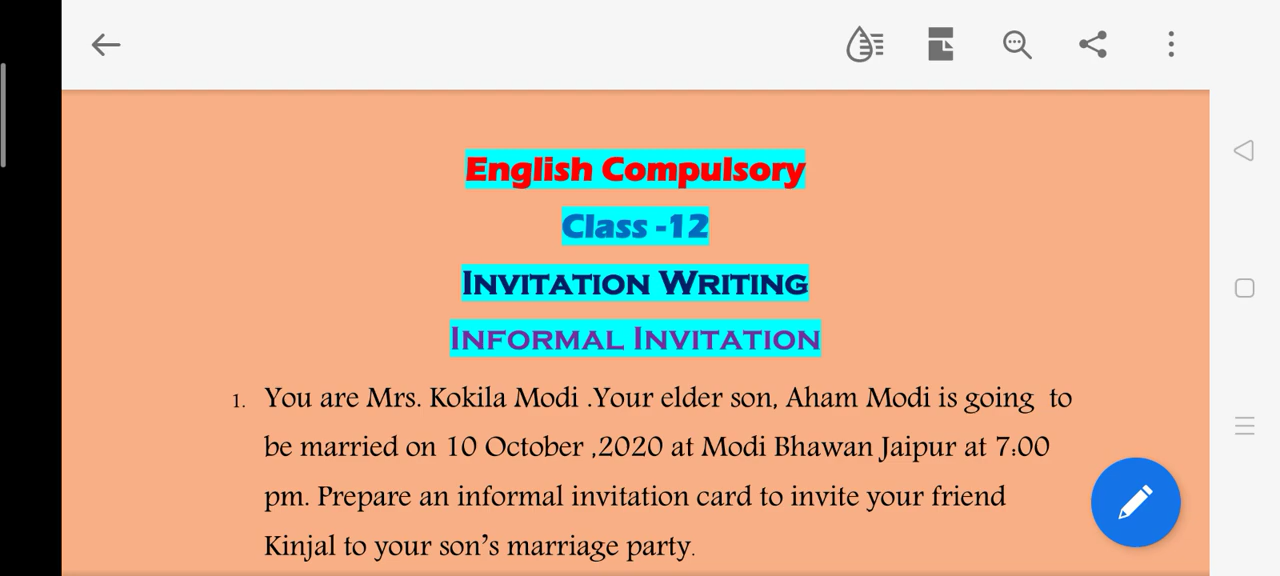 English Compulsory
Class -12
INVITATION WRITING
INFORMAL INVITATION
1. You are Mrs. Kokila Modi .Your elder son, Aham Modi is going to
be married on 10 October ,2020 at Modi Bhawan Jaipur at 7:00
pm. Prepare an informal invitation card to invite your friend
Kinjal to your son's marriage party.